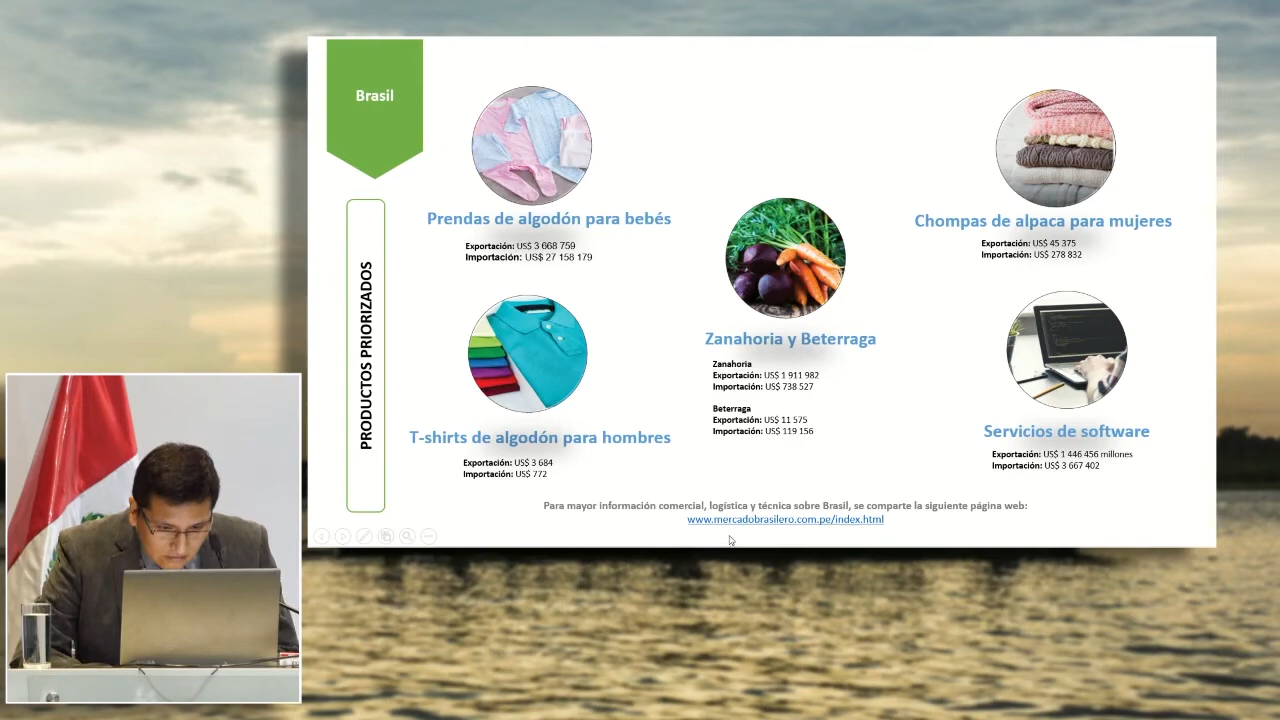 Brasil
PRODUCTOS PRIORIZADOS
Prendas de algodón para bebés
Exportación: US$ 3 668 759
Importación: US$ 27 158 179
T-shirts de algodón para hombres
Exportación: US$ 3 684
Importación: US$ 772
Zanahoria y Beterraga
Zanahoria
Exportación: US$ 1 911 982
Importación: US$ 738 527
Beterraga
Exportación: US$ 11 575
Importación: US$ 119 156
Chompas de alpaca para mujeres
Exportación: US$ 45 375
Importación: US$ 278 832
Servicios de software
Exportación: US$ 1 446 456 millones
Importación: US$ 3 667 402
Para mayor información comercial, logística y técnica sobre Brasil, se comparte la siguiente página web:
www.mercadobrasilero.com.pe/index.html